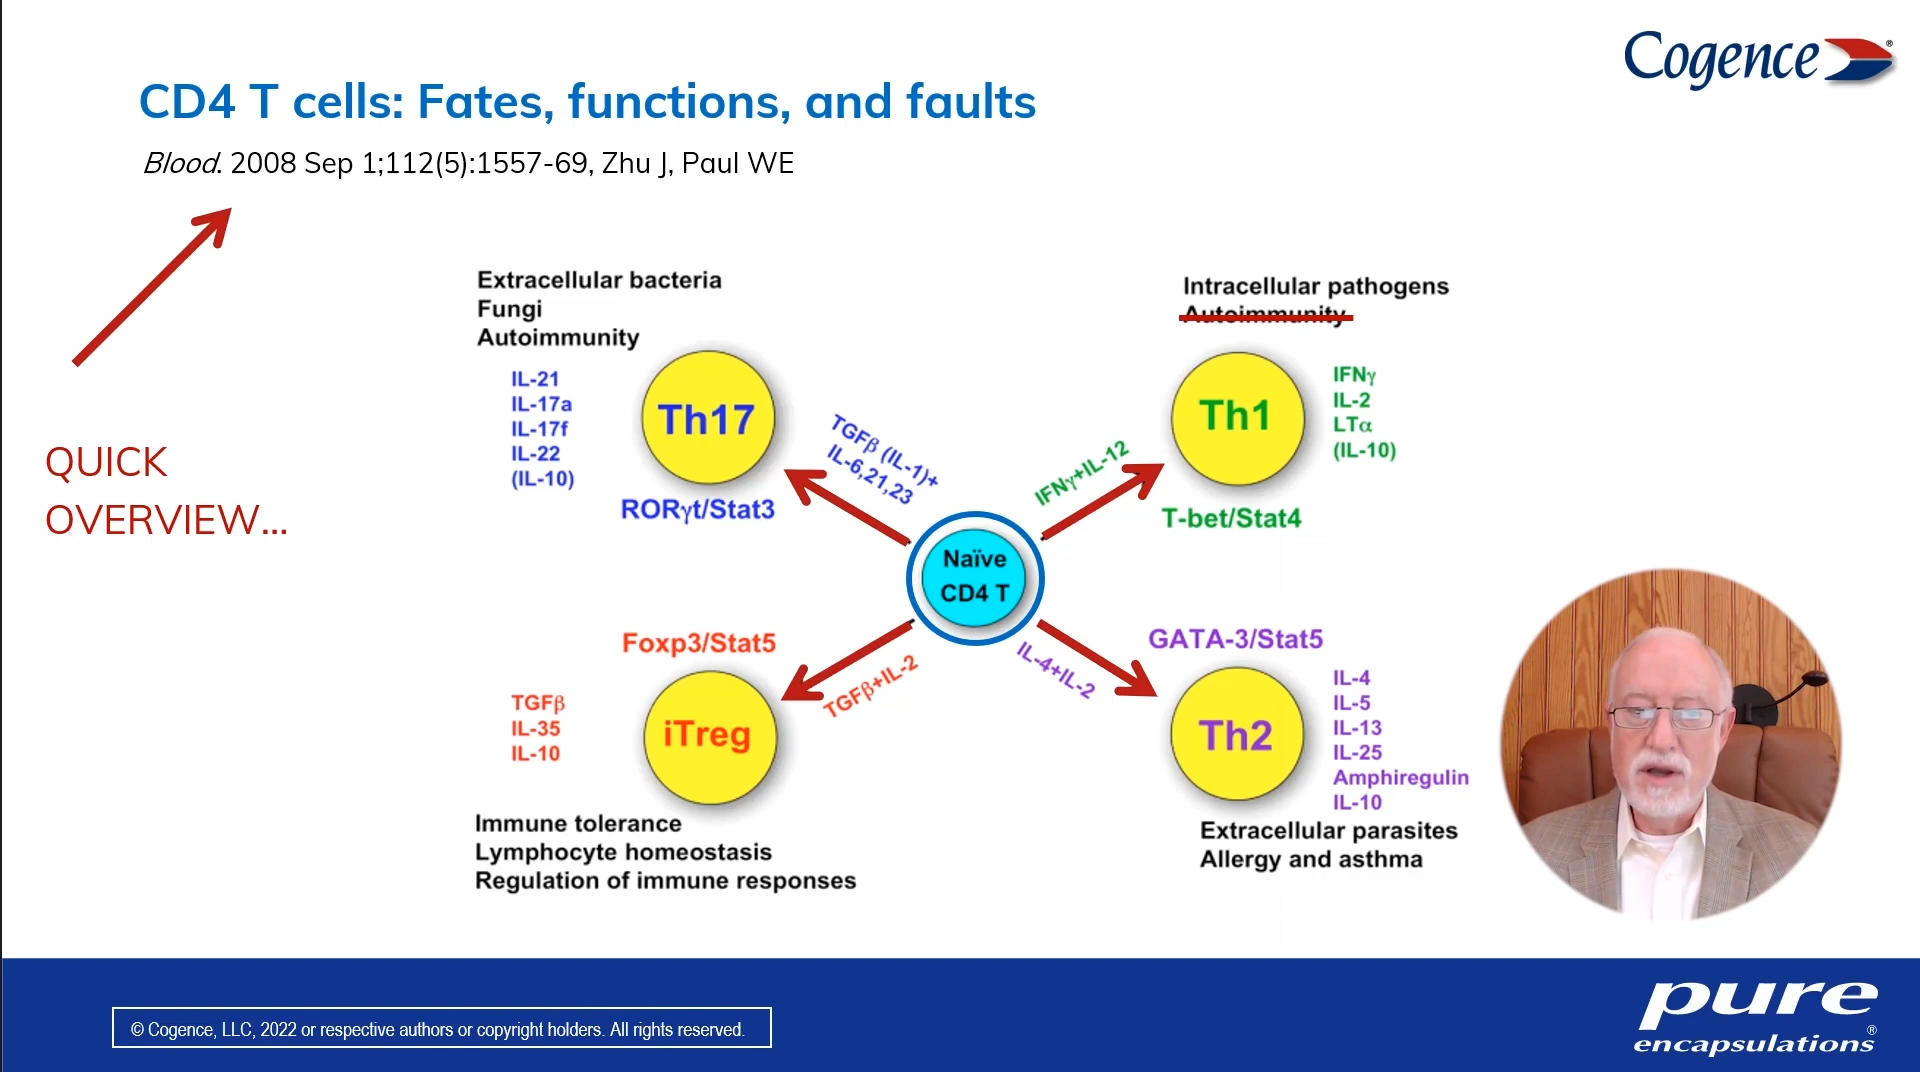 Cogence®
CD4 T cells: Fates, functions, and faults
Blood. 2008 Sep 1;112(5):1557-69, Zhu J, Paul WE
QUICK
OVERVIEW...
Extracellular bacteria
Fungi
Autoimmunity
IL-21
IL-17a
IL-17f
IL-22
(IL-10)
Th17
RORγt/Stat3
TGFβ (IL-1)+
IL-6,21,23
Intracellular pathogens
Autoimmunity
Th1
IFNγ
IL-2
LTα
(IL-10)
T-bet/Stat4
IFNγ+IL-12
Naïve
CD4 T
Foxp3/Stat5
TGFβ
IL-35
IL-10
iTreg
TGFβ+IL-2
Immune tolerance
Lymphocyte homeostasis
Regulation of immune responses
IL-4+IL-2
GATA-3/Stat5
Th2
IL-4
IL-5
IL-13
IL-25
Amphiregulin
IL-10
Extracellular parasites
Allergy and asthma
© Cogence, LLC, 2022 or respective authors or copyright holders. All rights reserved.
pure
encapsulations®